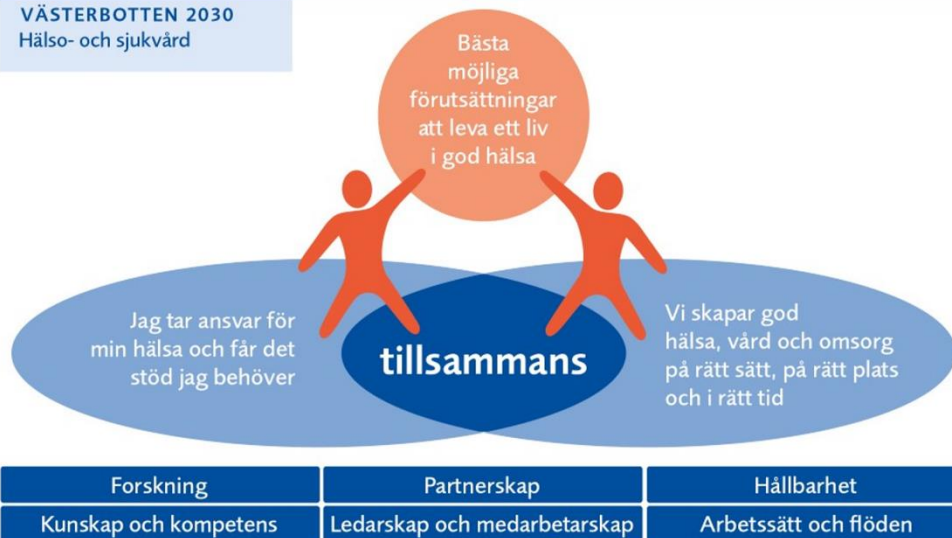 VÄSTERBOTTEN 2030
Hälso- och sjukvård
Bästa
möjliga
förutsättningar
att leva ett liv
i god hälsa
Jag tar ansvar för
min hälsa och får det
stöd jag behöver
tillsammans
Vi skapar god
hälsa, vård och omsorg
på rätt sätt, på rätt plats
och i rätt tid
Forskning
Partnerskap
Hållbarhet
Kunskap och kompetens
Ledarskap och medarbetarskap
Arbetssätt och flöden